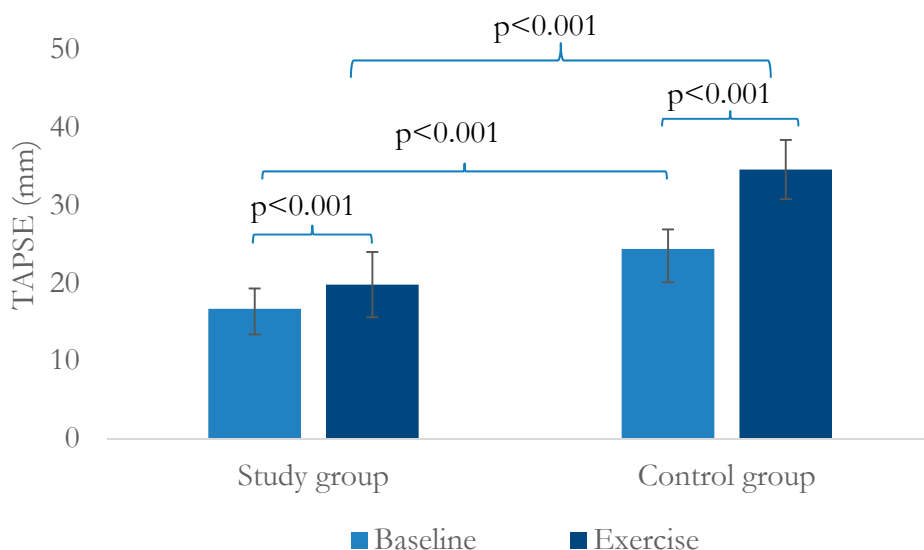 p<0.001
50
p<0.001
40
p<0.001
30
p<0.001
20
10
0
TAPSE (mm)
Study group
Control group
Baseline
Exercise